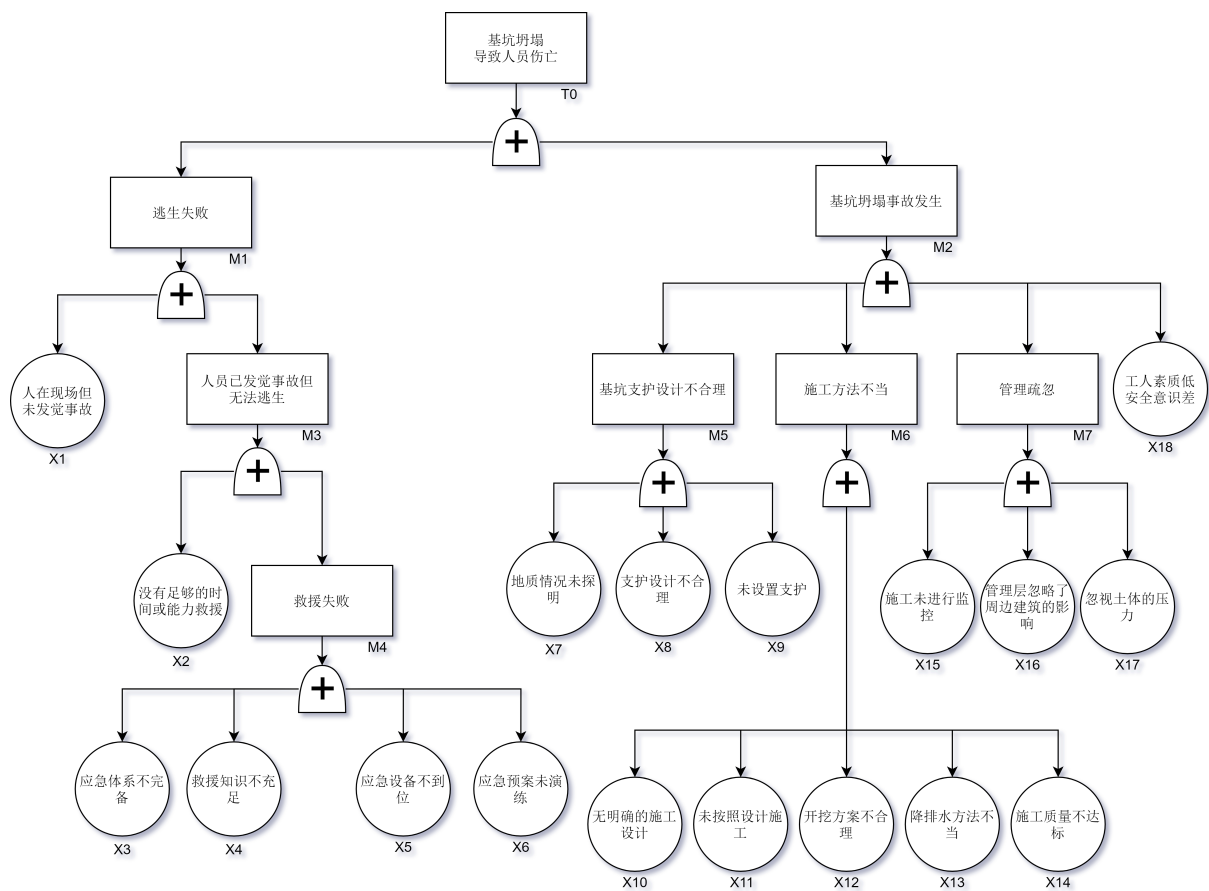 基坑坍塌
导致人员伤亡
T0
+
逃生失败
M1
基坑坍塌事故发生
M2
+
+
人在现场但
未发觉事故
X1
人员已发觉事故但
无法逃生
M3
基坑支护设计不合理
M5
施工方法不当
M6
管理疏忽
M7
工人素质低
安全意识差
X18
+
+
+
+
没有足够的时
间或能力救援
X2
救援失败
M4
地质情况未探
明
X7
支护设计不合
理
X8
未设置支护
X9
施工未进行监
控
X15
管理层忽略了
周边建筑的影
响
X16
忽视土体的压
力
X17
+
应急体系不完
备
X3
救援知识不充
足
X4
应急设备不到
位
X5
应急预案未演
练
X6
无明确的施工
设计
X10
未按照设计施
工
X11
开挖方案不合
理
X12
降排水方法不
当
X13
施工质量不达
标
X14